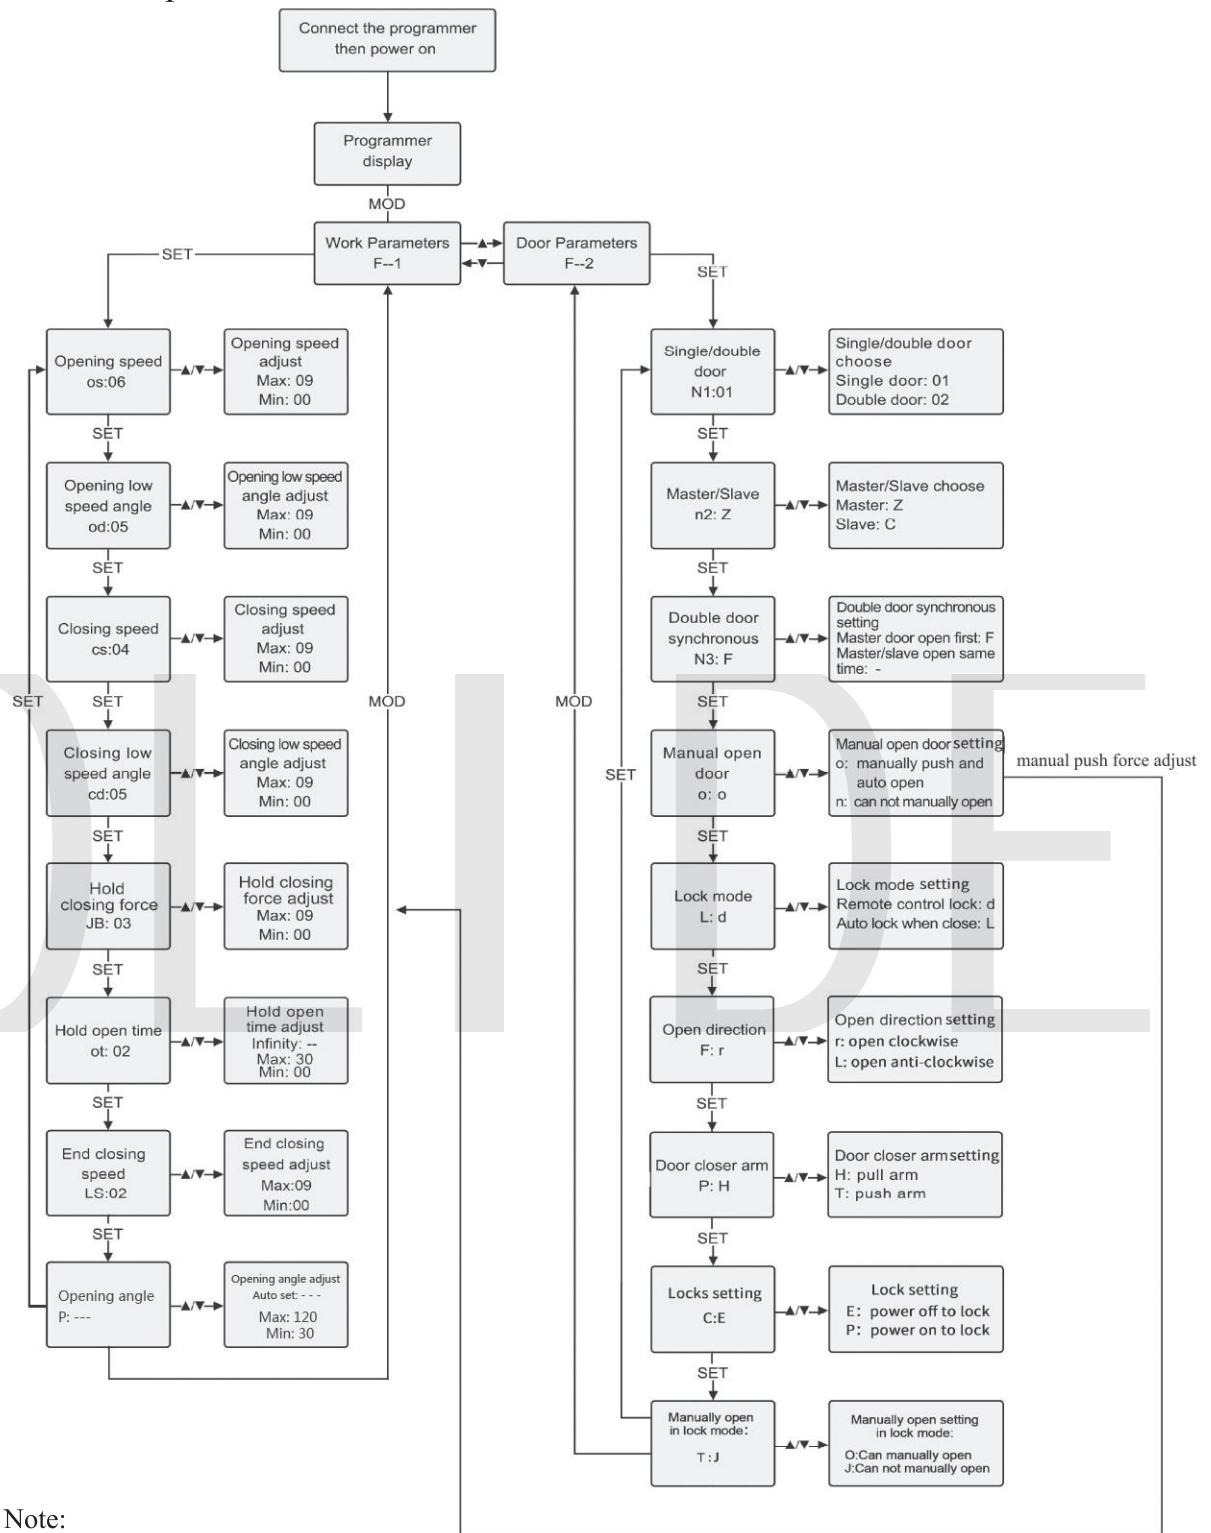 Connect the programmer
then power on
Programmer
display
MOD
Work Parameters
F--1
▲
▼
Door Parameters
F--2
SET
SET
Opening speed
os:06
▲/▼
Opening speed
adjust
Max: 09
Min: 00
SET
Opening low
speed angle
od:05
▲/▼
Opening low speed
angle adjust
Max: 09
Min: 00
SET
Closing speed
cs:04
▲/▼
Closing speed
adjust
Max: 09
Min: 00
SET
SET
MOD
Closing low
speed angle
cd:05
▲/▼
Closing low speed
angle adjust
Max: 09
Min: 00
SET
Hold
closing force
JB: 03
▲/▼
Hold closing
force adjust
Max: 09
Min: 00
SET
Hold open time
ot: 02
▲/▼
Hold open
time adjust
Infinity: --
Max: 30
Min: 00
SET
End closing
speed
LS:02
▲/▼
End closing
speed adjust
Max:09
Min:00
SET
Opening angle
P: ---
▲/▼
Opening angle adjust
Auto set: - - -
Max: 120
Min: 30
Single/double
door
N1:01
▲/▼
Single/double door
choose
Single door: 01
Double door: 02
SET
Master/Slave
n2: Z
▲/▼
Master/Slave choose
Master: Z
Slave: C
SET
Double door
synchronous
N3: F
▲/▼
Double door synchronous
setting
Master door open first: F
Master/slave open same
time: -
MOD
SET
SET
Manual open
door
o: o
▲/▼
Manual open door setting
o: manually push and
auto open
n: can not manually open
manual push force adjust
SET
Lock mode
L: d
▲/▼
Lock mode setting
Remote control lock: d
Auto lock when close: L
SET
Open direction
F: r
▲/▼
Open direction setting
r: open clockwise
L: open anti-clockwise
SET
Door closer arm
P: H
▲/▼
Door closer arm setting
H: pull arm
T: push arm
SET
Locks setting
C:E
▲/▼
Lock setting
E: power off to lock
P: power on to lock
SET
Manually open
in lock mode:
T:J
▲/▼
Manually open setting
in lock mode:
O:Can manually open
J:Can not manually open
Note:
OLI DE